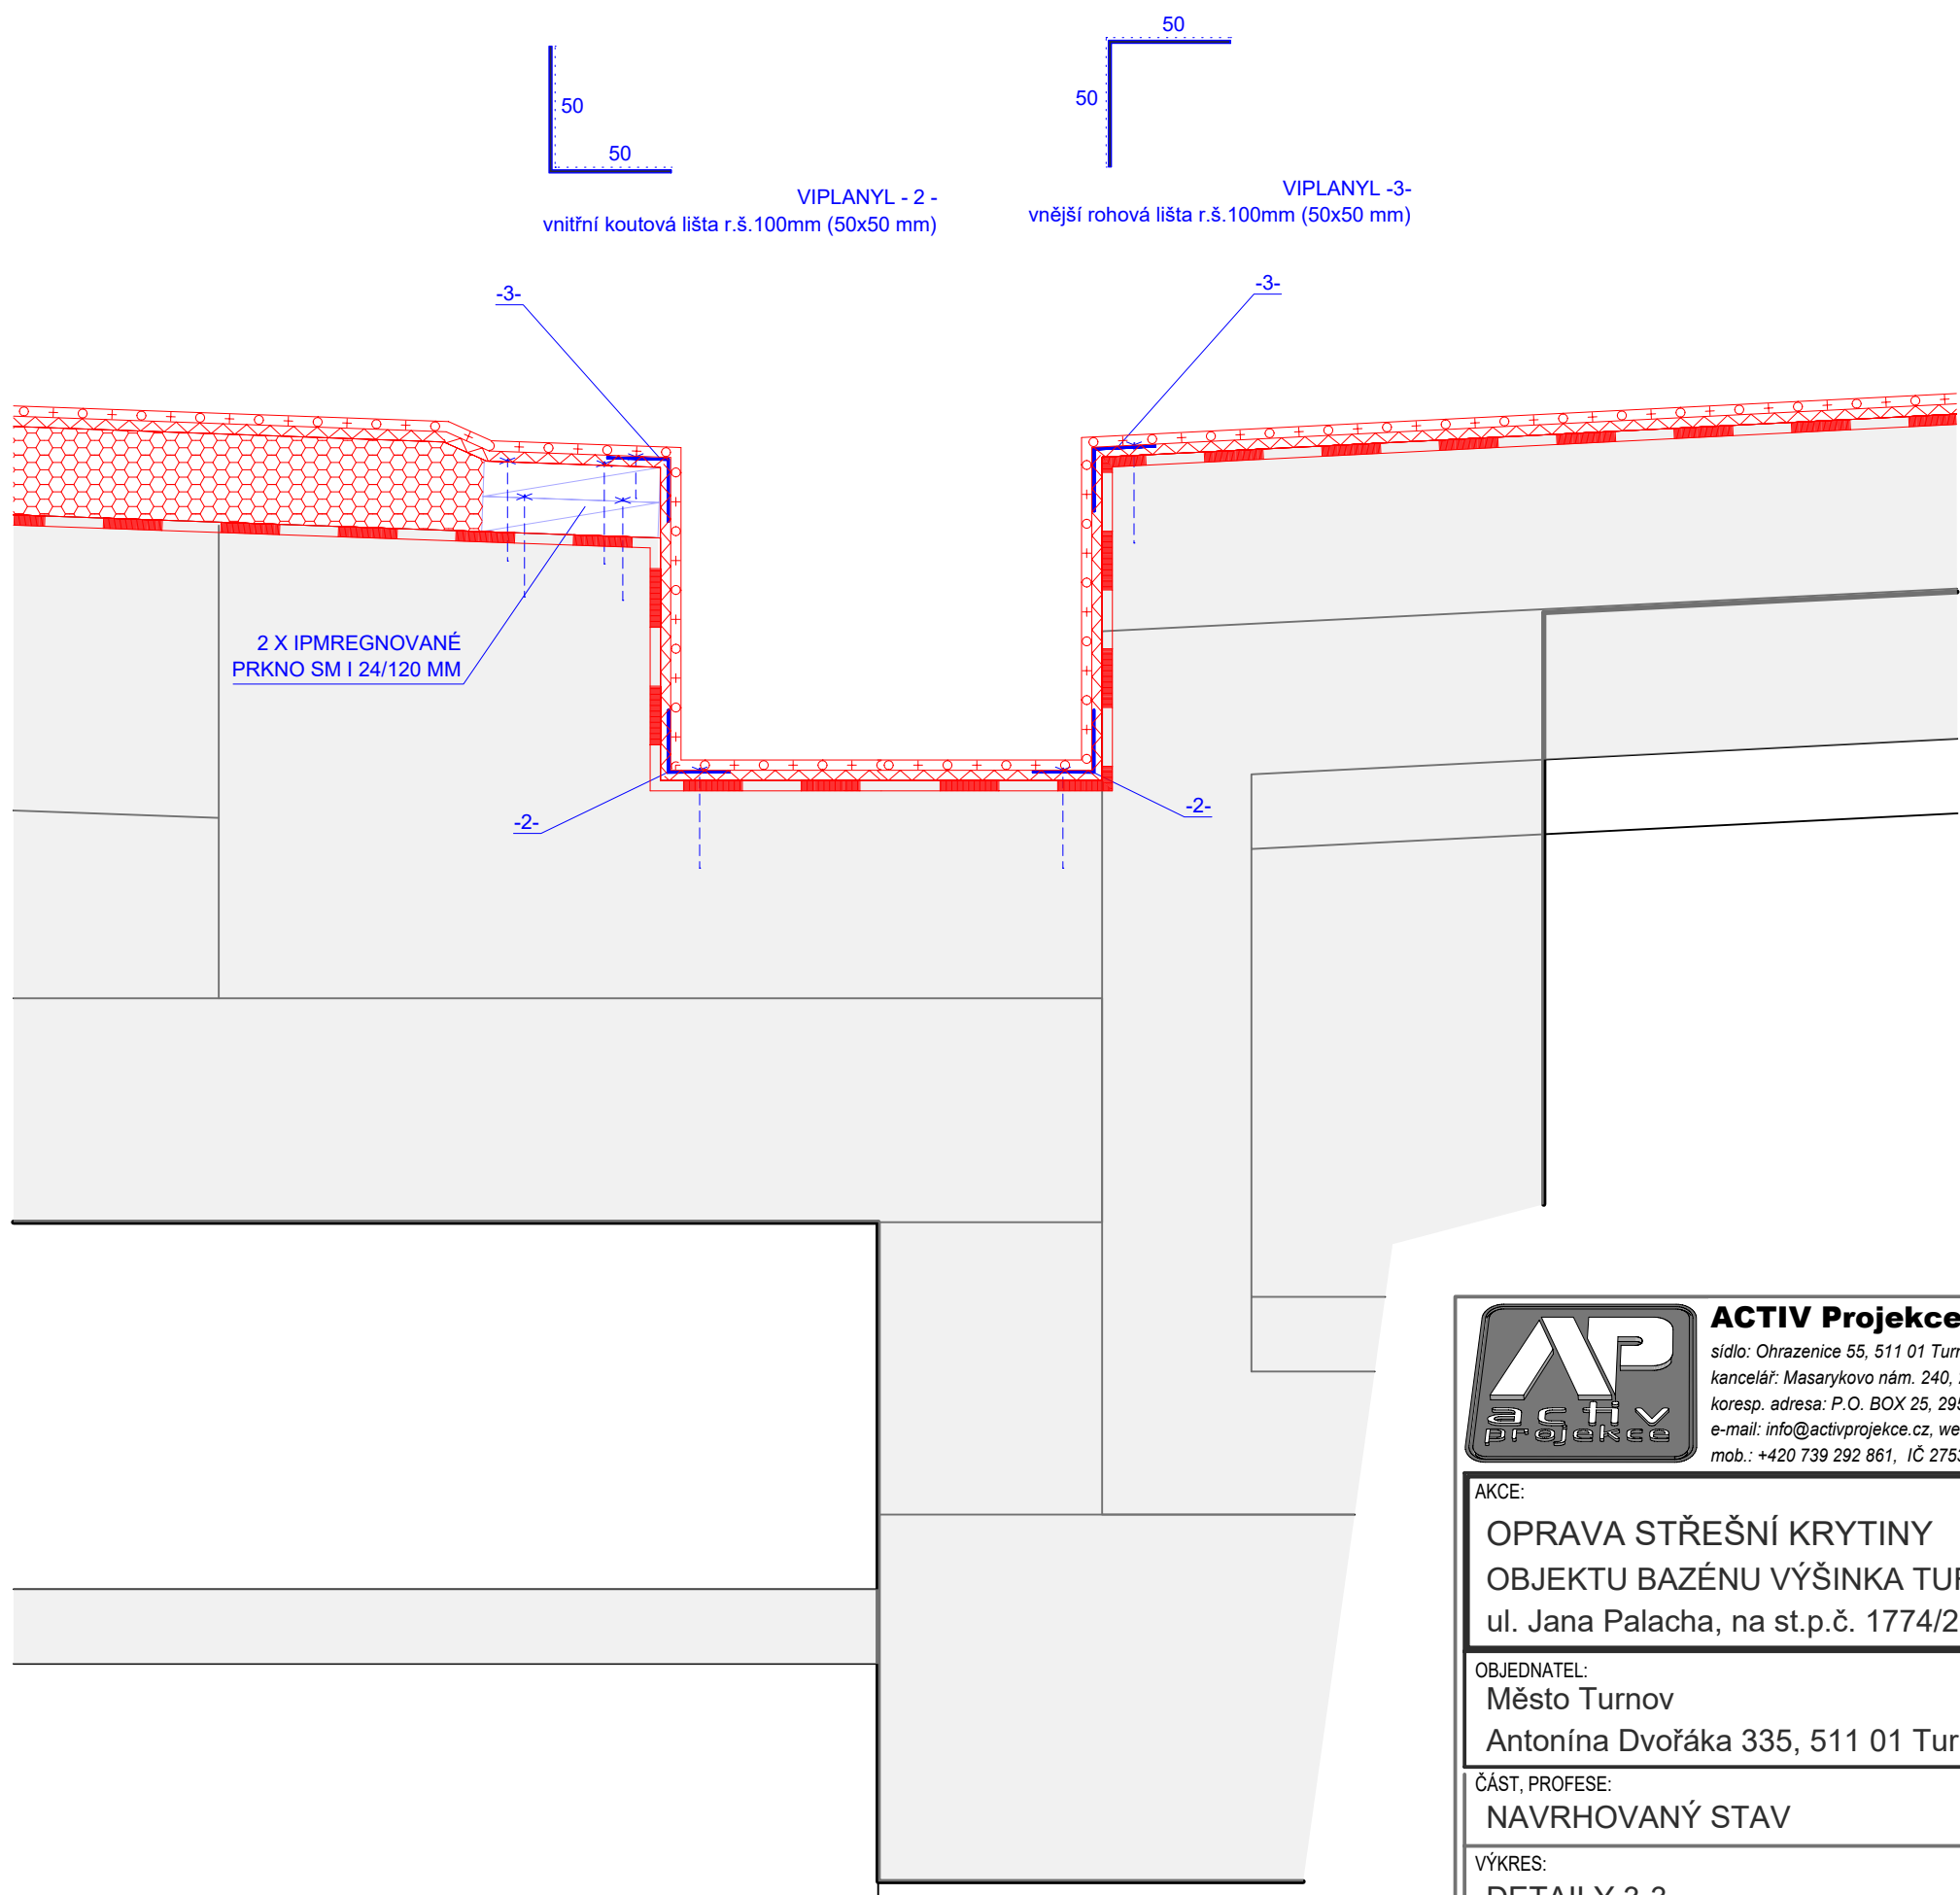 50
50
50
50
VIPLANYL - 2 -
vnitřní koutová lišta r.š.100mm (50x50 mm)
VIPLANYL -3-
vnější rohová lišta r.š.100mm (50x50 mm)
-3-
-3-
2 X IPMREGNOVANÉ
PRKNO SM I 24/120 MM
-2-
-2-
AP
activ
projekce
ACTIV Projekce
sídlo: Ohrazenice 55, 511 01
kancelář: Masarykovo nám. 240,
koresp. adresa: P.O. BOX 25,
e-mail: info@activprojekce.cz,
mob.: +420 739 292 861, IČ
AKCE:
OPRAVA STŘEŠNÍ KRYTINY
OBJEKTU BAZÉNU VÝŠINKA
ul. Jana Palacha, na st.p.č. 1774/2
OBJEDNATEL:
Město Turnov
Antonína Dvořáka 335, 511 01
ČÁST, PROFESE:
NAVRHOVANÝ STAV
VÝKRES:
DETAILY 3-3